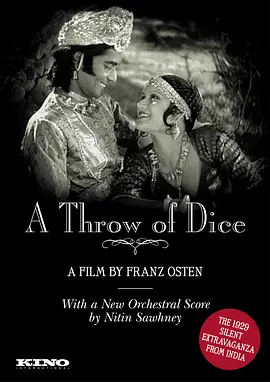 A Throw of Dice
A FILM BY FRANZ OSTEN
With a New Orchestral Score
by Nitin Sawhney
THE 1929
SILENT
EXTRAVAGANZA
FROM INDIA
KINO
INTERNATIONAL